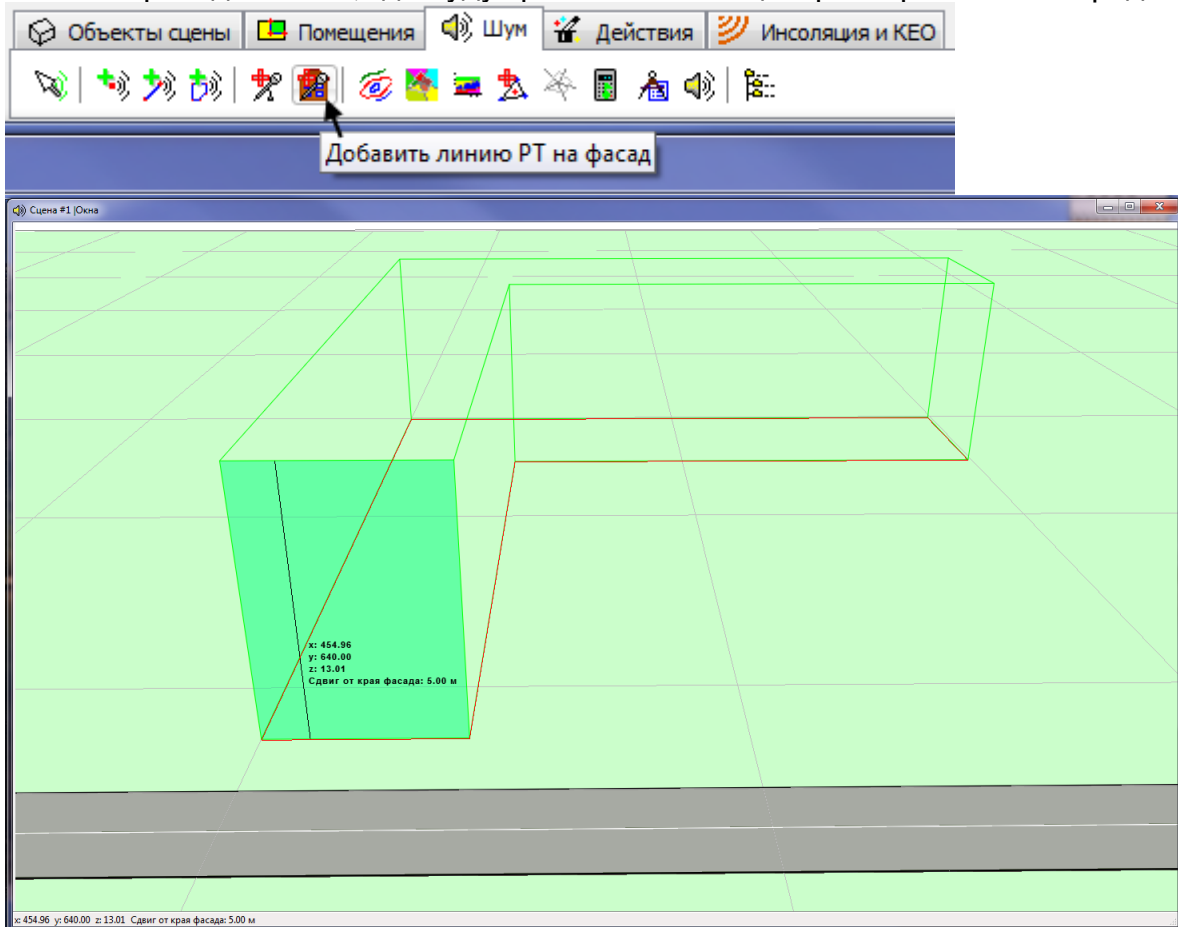 Объекты сцены Помещения Шум Действия Инсоляция и КЕО
Добавить линию РТ на фасад
Сцена #1 |Окна
x: 454.96
y: 640.00
z: 13.01
Сдвиг от края фасада: 5.00 м
x: 454.96 y: 640.00 z: 13.01 Сдвиг от края фасада: 5.00 м